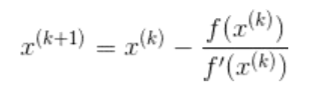 x^{(k+1)} = x^{(k)} - \frac{f(x^{(k)})}{f'(x^{(k)})}